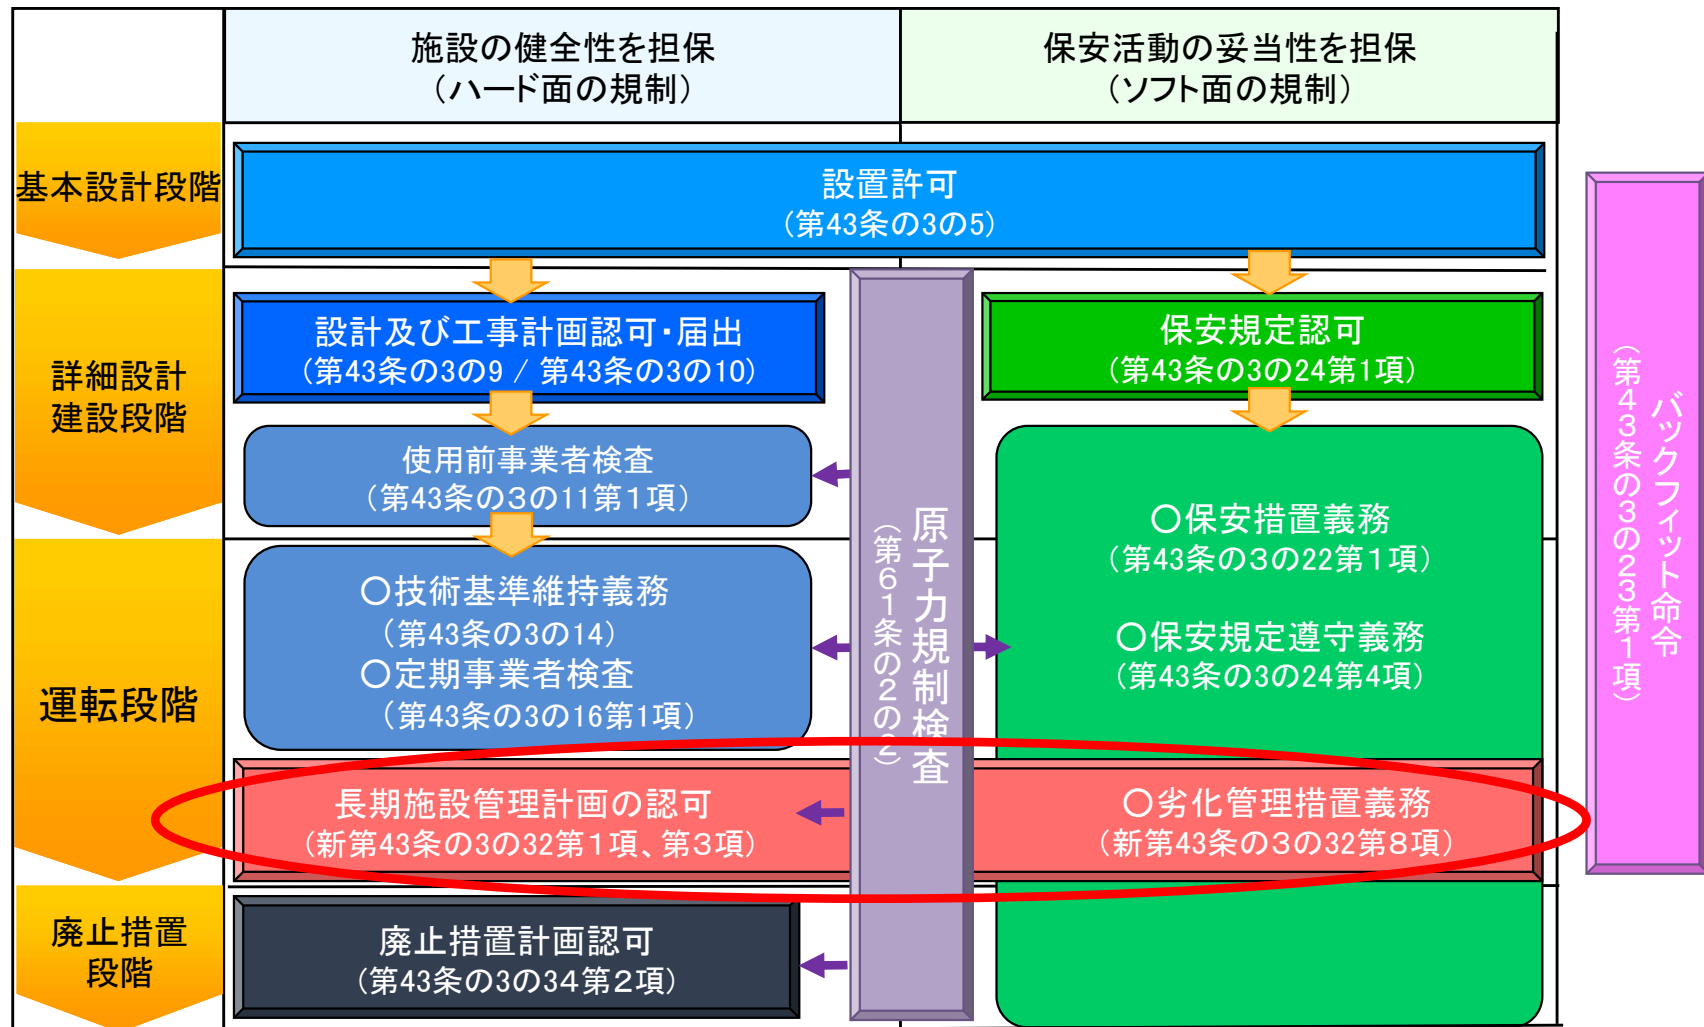 施設の健全性を担保
（ハード面の規制）
保安活動の妥当性を担保
（ソフト面の規制）
基本設計段階
設置許可
（第43条の3の5）
詳細設計
建設段階
設計及び工事計画認可・届出
（第43条の3の9 / 第43条の3の10）
保安規定認可
（第43条の3の24第1項）
使用前事業者検査
（第43条の３の11第１項）
原子力規制検査
（第６１条の２の２）
○保安措置義務
（第43条の３の22第１項）
○保安規定遵守義務
（第43条の3の24第4項）
運転段階
○技術基準維持義務
（第43条の3の14）
○定期事業者検査
（第43条の3の16第1項）
長期施設管理計画の認可
（新第43条の3の32第１項、第３項）
○劣化管理措置義務
（新第43条の３の32第８項）
廃止措置
段階
廃止措置計画認可
（第43条の3の34第２項）
バックフィット命令
（第４３条の３の２３第１項）